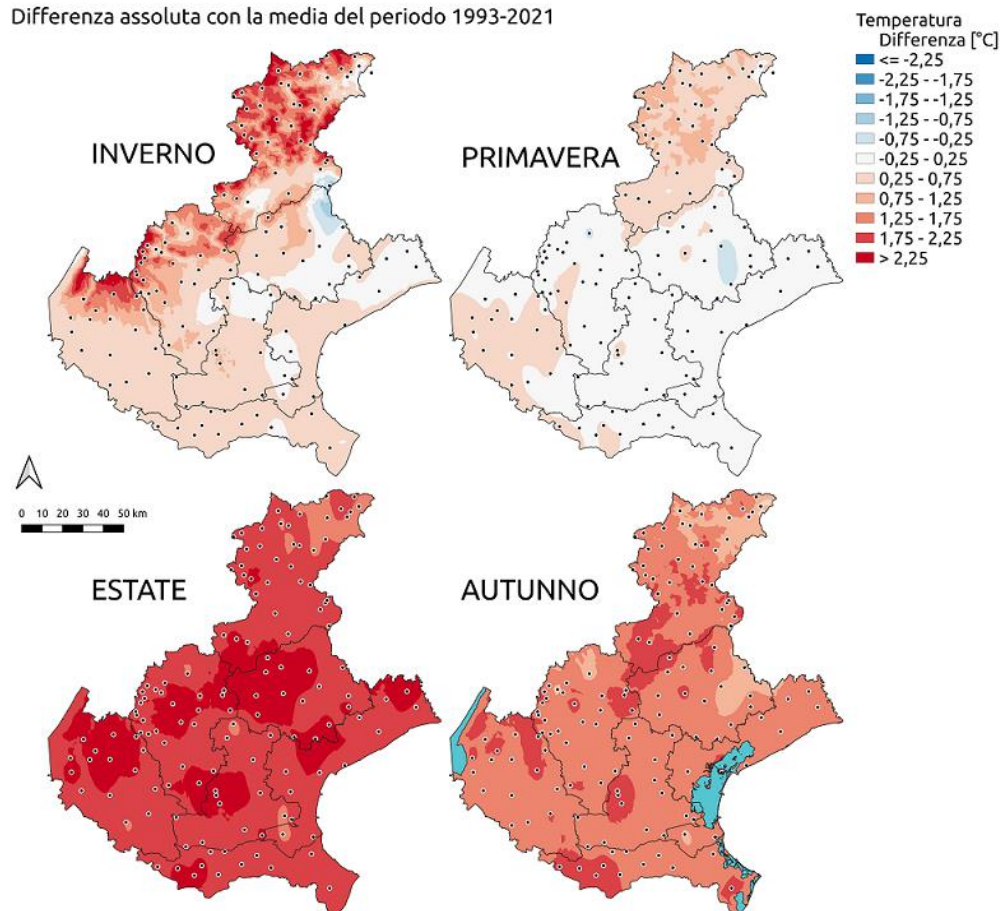 Differenza assoluta con la media del periodo 1993-2021
Temperatura
Differenza [°C]
<= -2,25
-2,25 - -1,75
-1,75 - -1,25
-1,25 - -0,75
-0,75 - -0,25
-0,25 - 0,25
0,25 - 0,75
0,75 - 1,25
1,25 - 1,75
1,75 - 2,25
> 2,25
INVERNO
PRIMAVERA
0 10 20 30 40 50 km
ESTATE
AUTUNNO